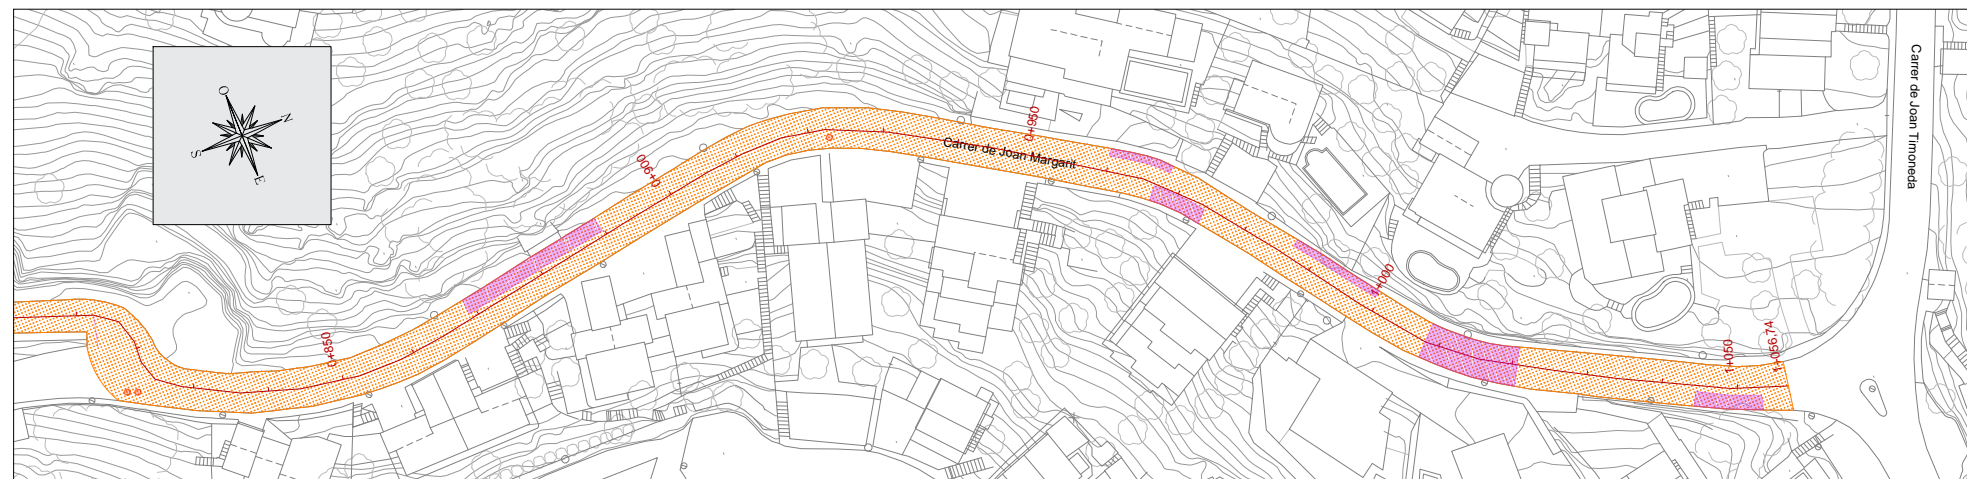 O
N
S
E
0+850
0+900
0+950
Carrer de Joan Margarit
1+000
1+050
1+056,74
Carrer de Joan Timoneda